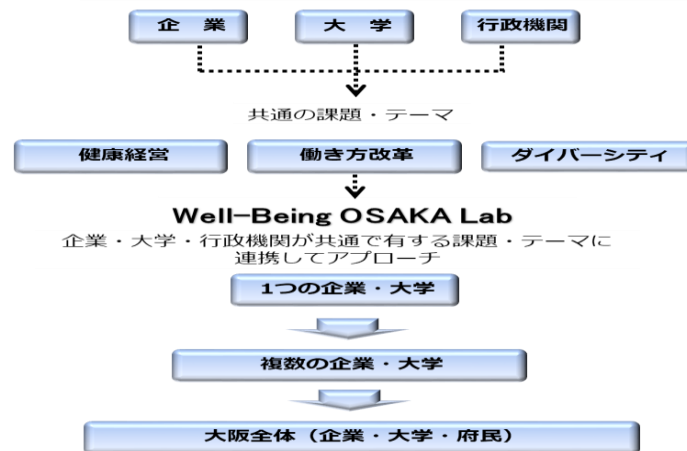 企　業　大　学　行政機関
共通の課題・テーマ
健康経営　働き方改革　ダイバーシティ
Well-Being OSAKA Lab
企業・大学・行政機関が共通で有する課題・テーマに
連携してアプローチ
1つの企業・大学
複数の企業・大学
大阪全体（企業・大学・府民）